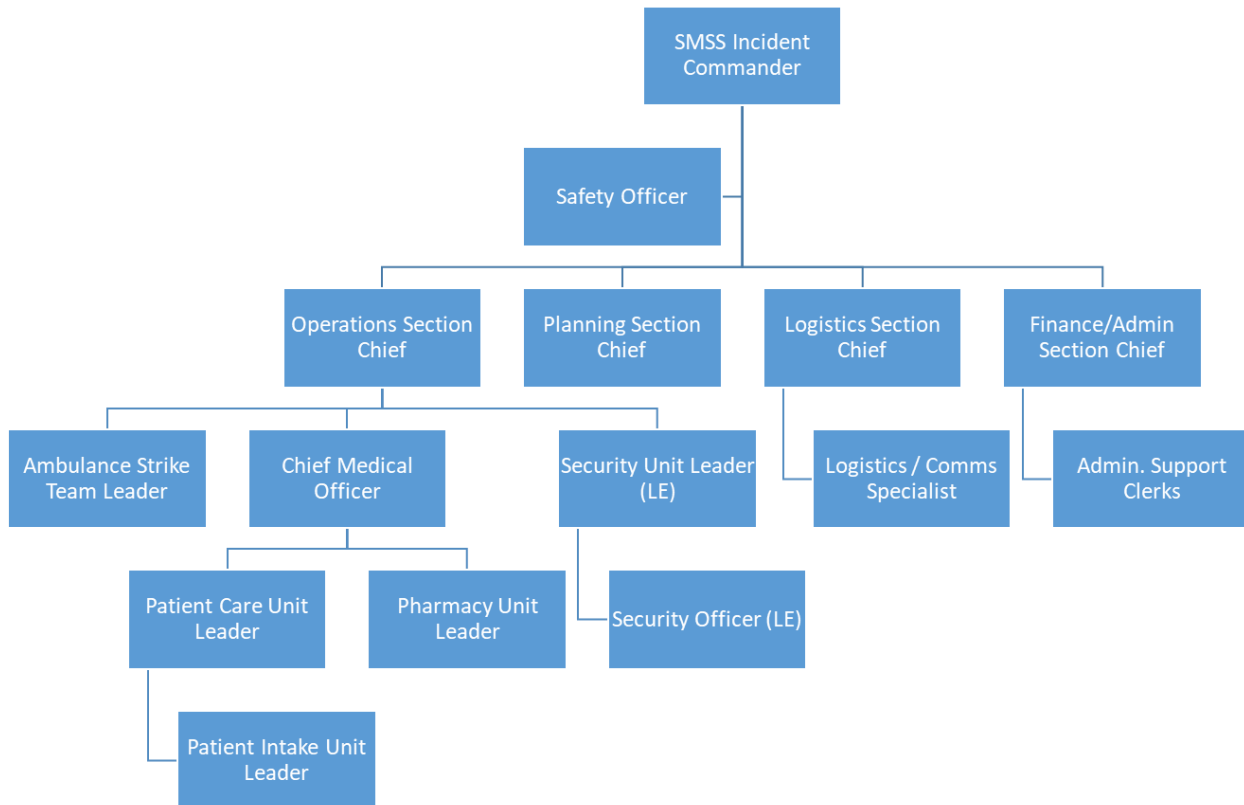 SMSS Incident
Commander
Safety Officer
Operations Section
Chief
Planning Section
Chief
Logistics Section
Chief
Finance/Admin
Section Chief
Ambulance Strike
Team Leader
Chief Medical
Officer
Security Unit Leader
(LE)
Logistics / Comms
Specialist
Admin. Support
Clerks
Patient Care Unit
Leader
Pharmacy Unit
Leader
Security Officer (LE)
Patient Intake Unit
Leader